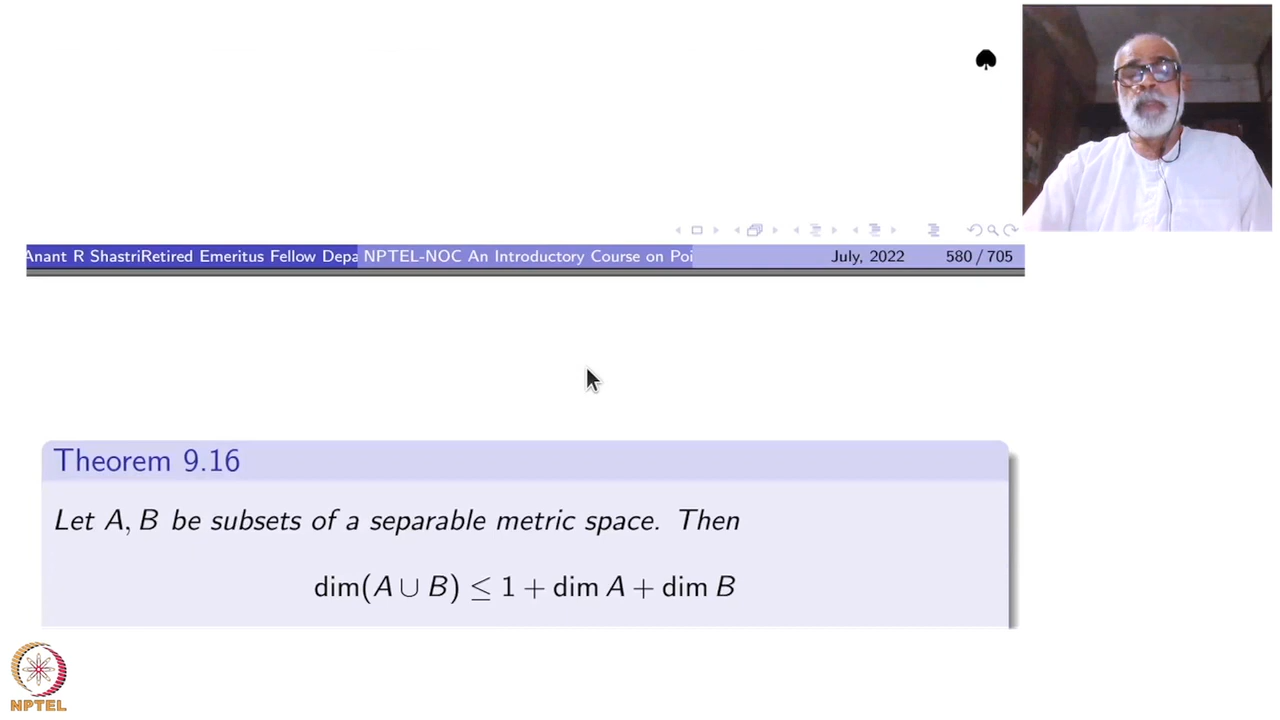 Anant R ShastriRetired Emeritus Fellow Depa NPTEL-NOC An Introductory Course on Poi July, 2022 580 / 705
Theorem 9.16
Let A, B be subsets of a separable metric space. Then
dim(A ∪ B) ≤ 1 + dim A + dim B
NPTEL